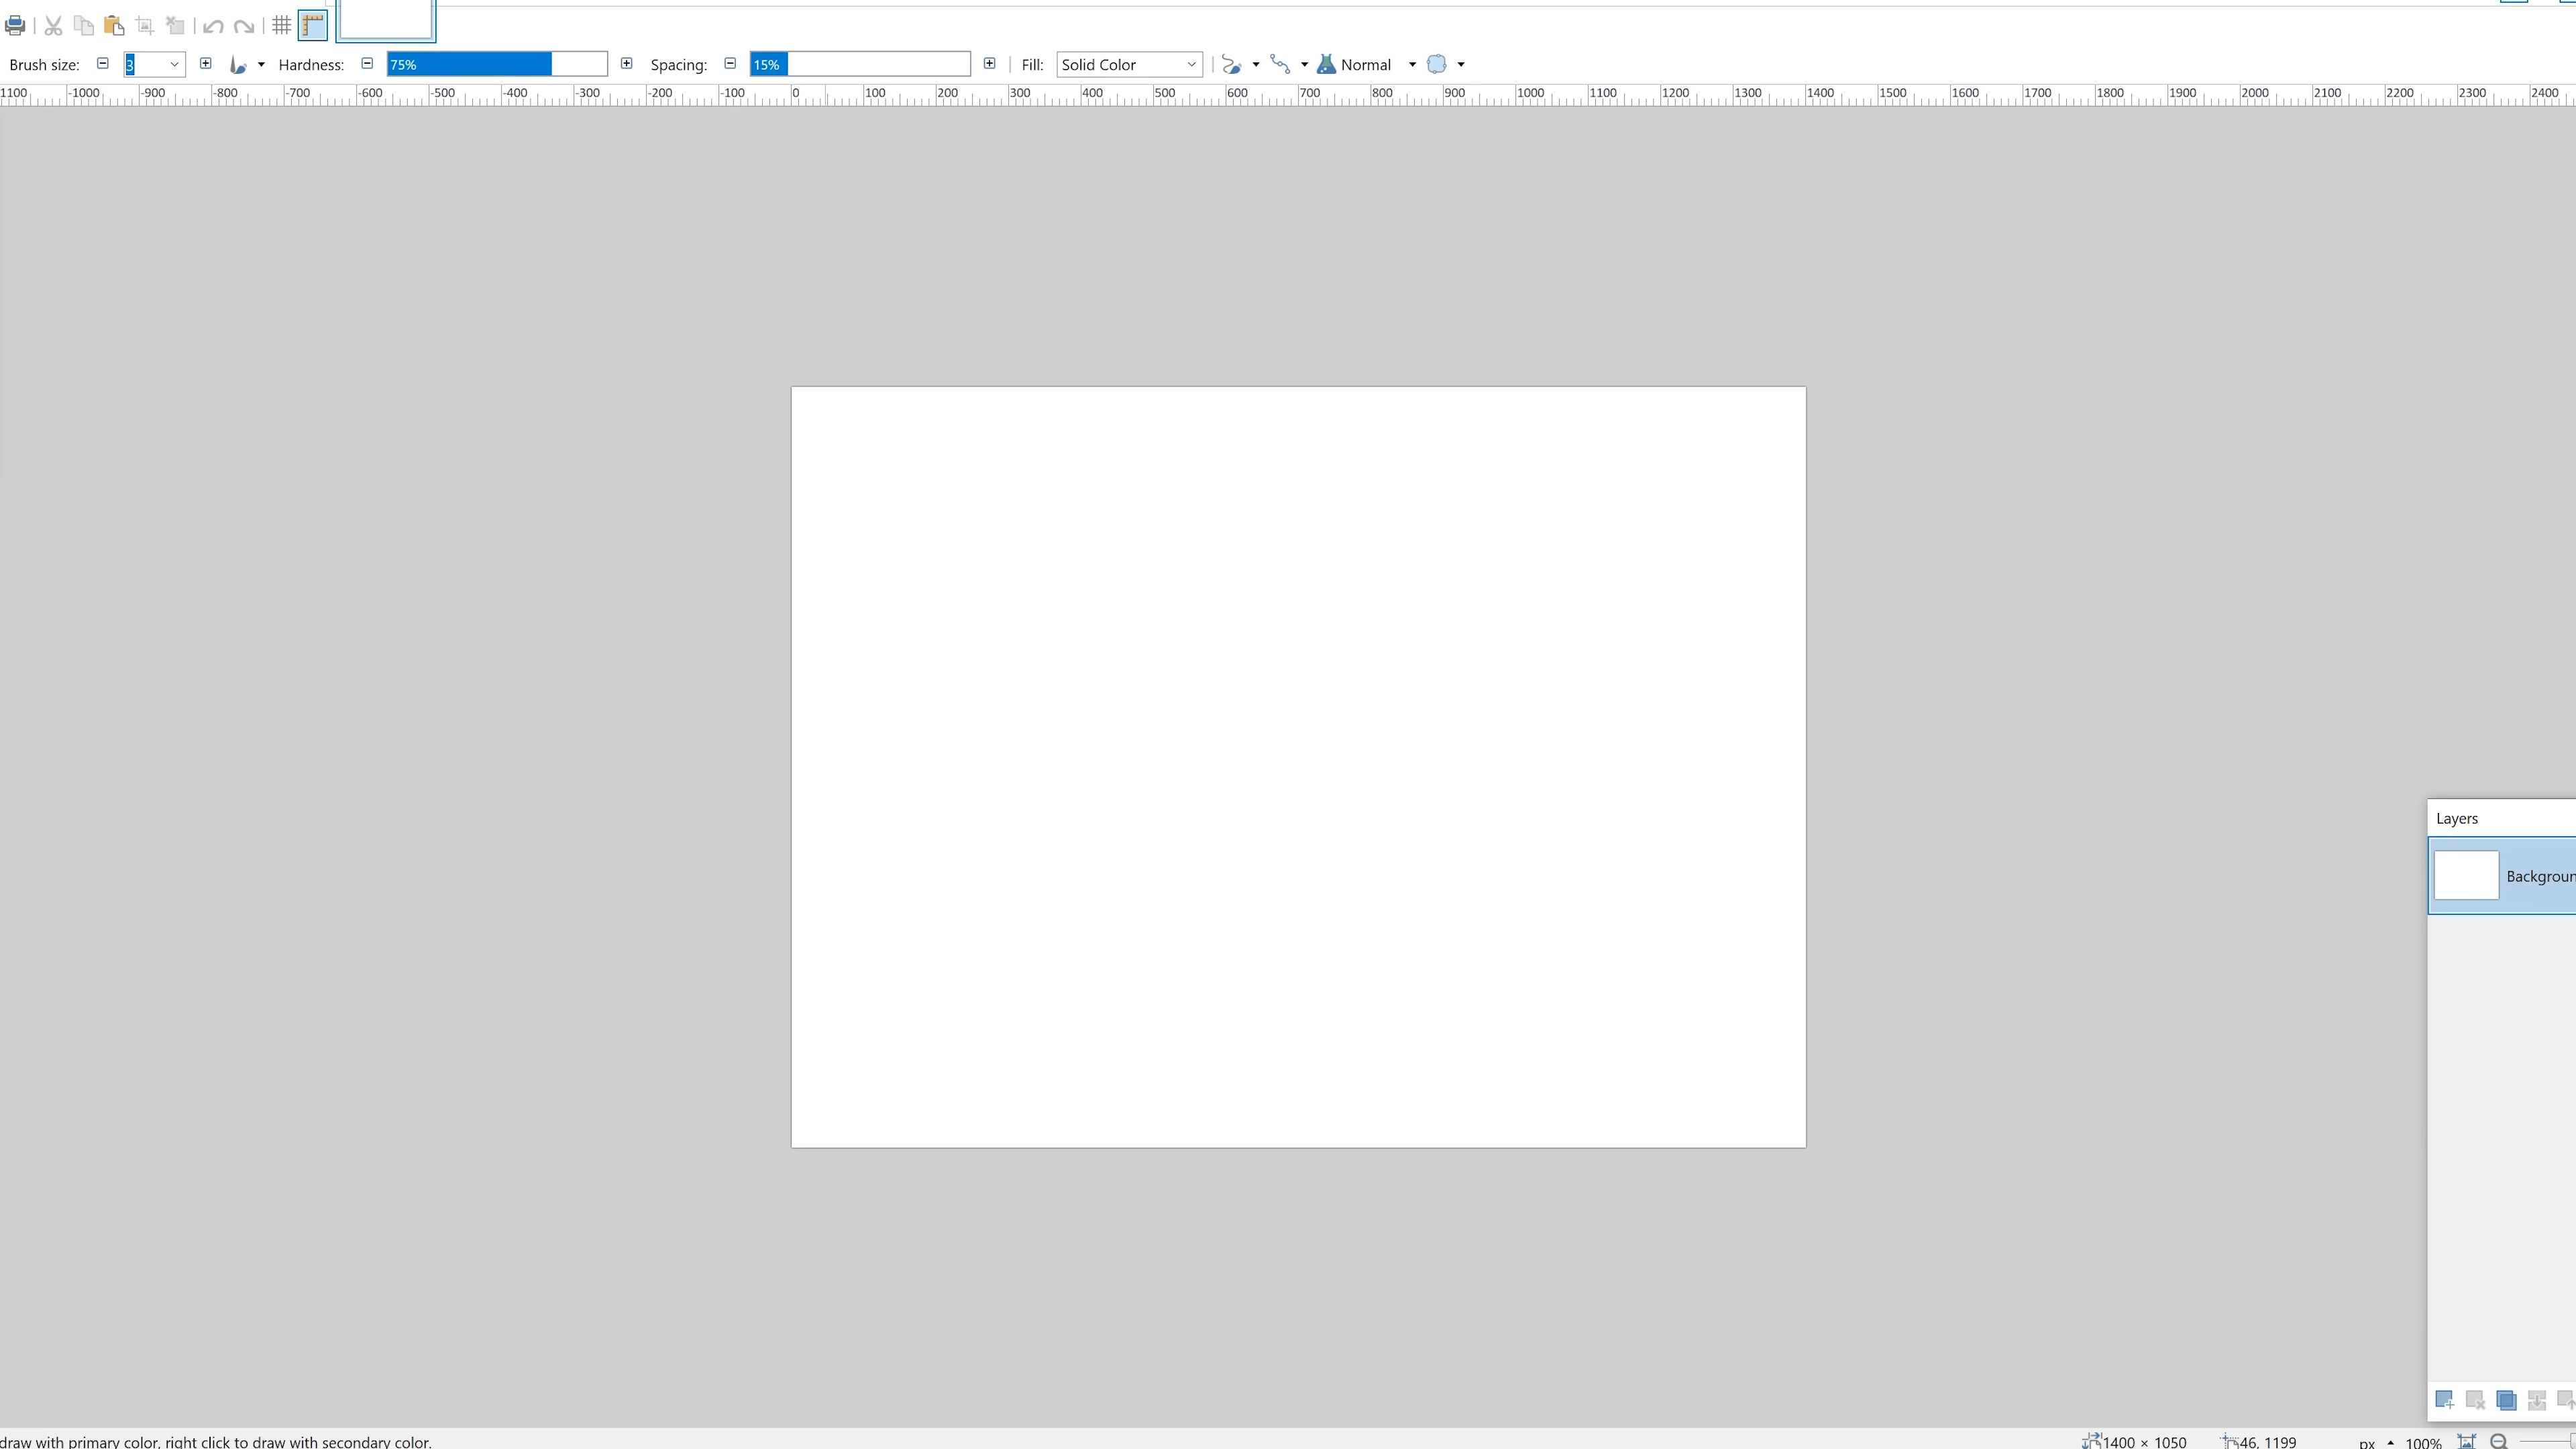 Brush size: 3 Hardness: 75% Spacing: 15% Fill: Solid Color Normal
1100 -1000 -900 -800 -700 -600 -500 -400 -300 -200 -100 0 100 200 300 400 500 600 700 800 900 1000 1100 1200 1300 1400 1500 1600 1700 1800 1900 2000 2100 2200 2300 2400
Layers
Backgroun
draw with primary color, right click to draw with secondary color. 1400 × 1050 46, 1199 px 100%